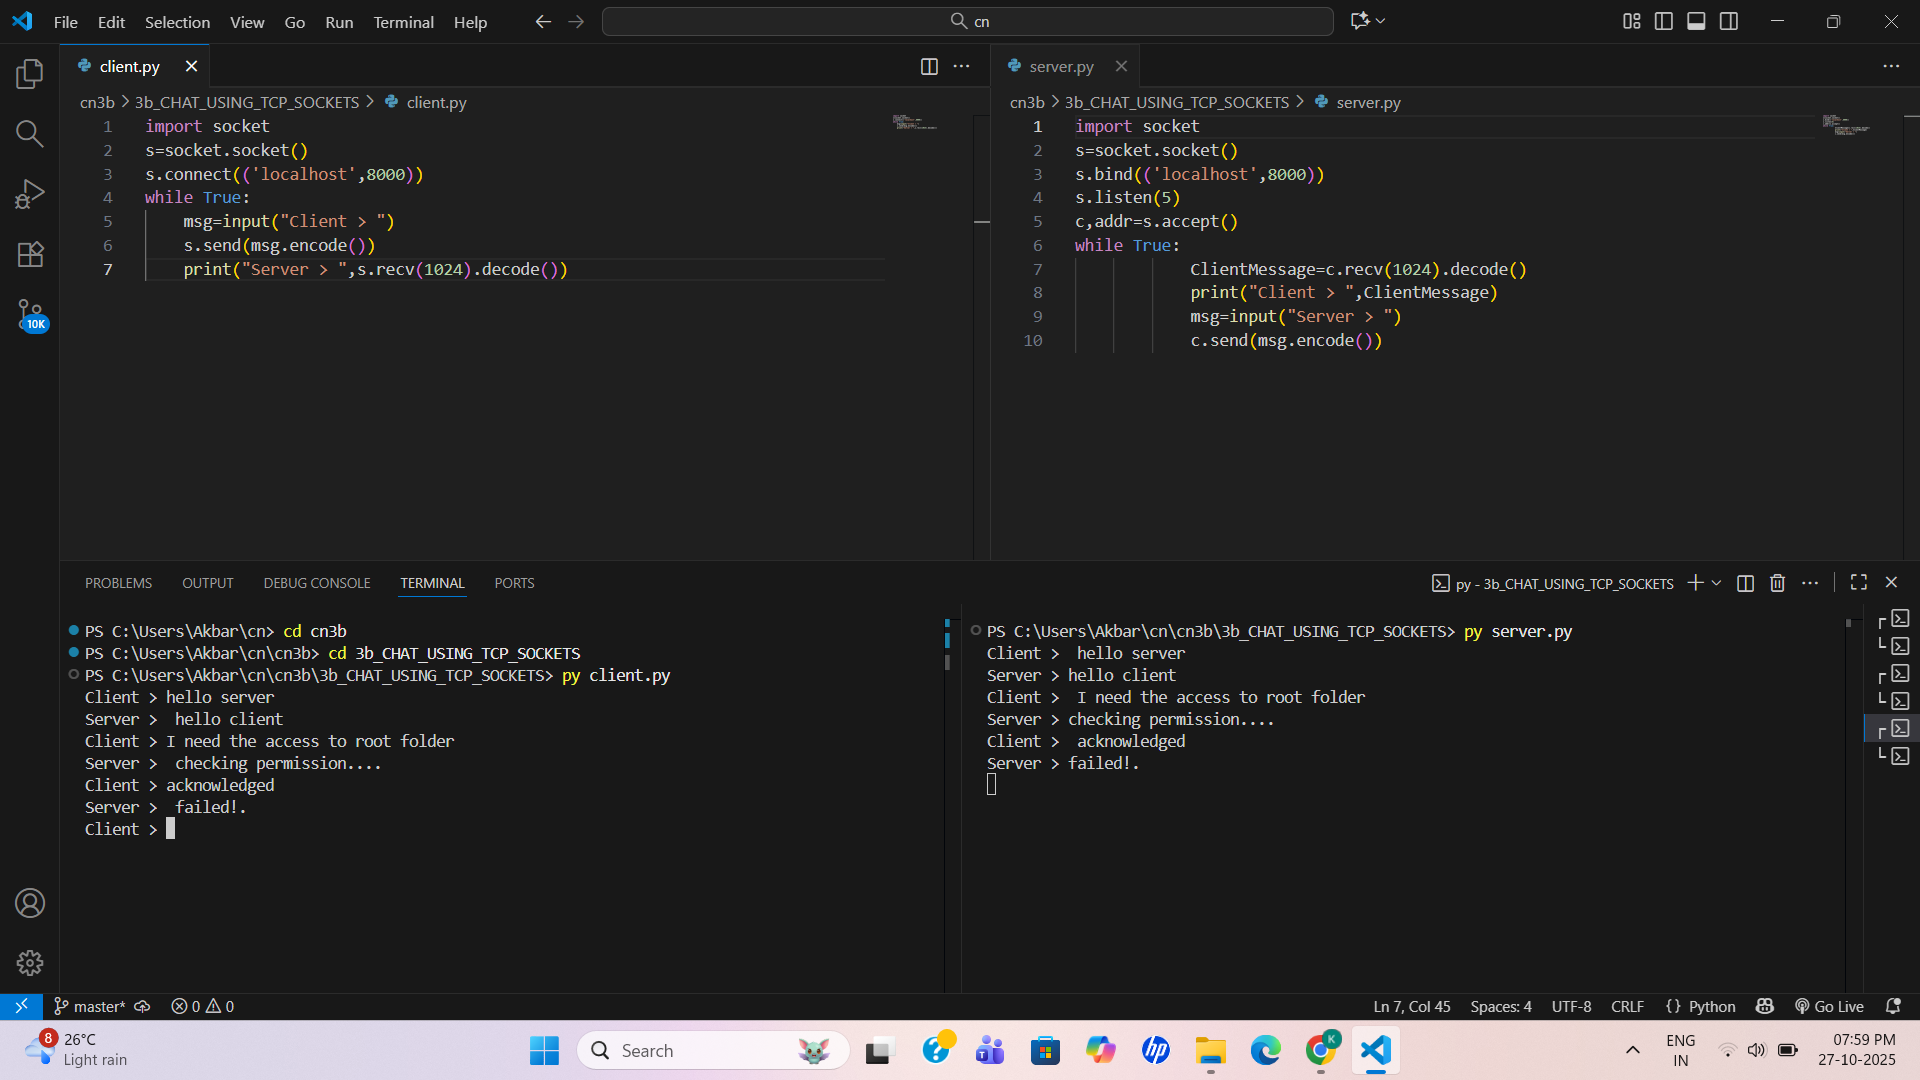 File Edit Selection View Go Run Terminal Help
cn
client.py
server.py
cn3b > 3b_CHAT_USING_TCP_SOCKETS > client.py
1 import socket
2 s=socket.socket()
3 s.connect(('localhost',8000))
4 while True:
5 msg=input("Client > ")
6 s.send(msg.encode())
7 print("Server > ",s.recv(1024).decode())
cn3b > 3b_CHAT_USING_TCP_SOCKETS > server.py
1 import socket
2 s=socket.socket()
3 s.bind(('localhost',8000))
4 s.listen(5)
5 c,addr=s.accept()
6 while True:
7 ClientMessage=c.recv(1024).decode()
8 print("Client > ",ClientMessage)
9 msg=input("Server > ")
10 c.send(msg.encode())
10K
PROBLEMS OUTPUT DEBUG CONSOLE TERMINAL PORTS
py - 3b_CHAT_USING_TCP_SOCKETS
PS C:\Users\Akbar\cn> cd cn3b
PS C:\Users\Akbar\cn\cn3b> cd 3b_CHAT_USING_TCP_SOCKETS
PS C:\Users\Akbar\cn\cn3b\3b_CHAT_USING_TCP_SOCKETS> py client.py
Client > hello server
Server >  hello client
Client > I need the access to root folder
Server >  checking permission....
Client > acknowledged
Server >  failed!.
Client >
PS C:\Users\Akbar\cn\cn3b\3b_CHAT_USING_TCP_SOCKETS> py server.py
Client >  hello server
Server > hello client
Client >  I need the access to root folder
Server > checking permission....
Client >  acknowledged
Server > failed!.
master* 0 0
Ln 7, Col 45 Spaces: 4 UTF-8 CRLF {} Python Go Live
8
26°C
Light rain
Search
hp
K
ENG
IN
07:59 PM
27-10-2025